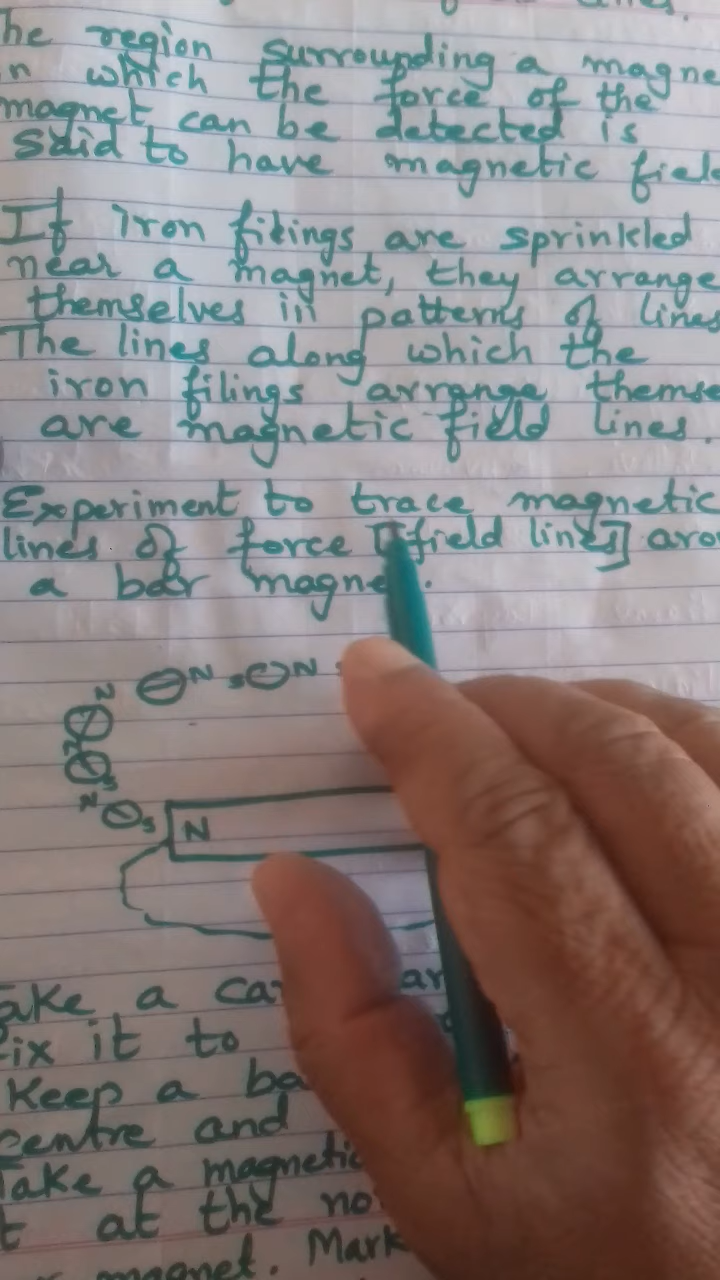 he region surrounding a magne
n which the force of the
magnet can be detected is
said to have magnetic fiel
If iron filings are sprinkled
near a magnet, they arrange
themselves in patterns of lines
The lines along which the
iron filings arrange themse
are magnetic field lines.
Experiment to trace magnetic
lines of force [field lines] aro
a bar magne .
N N S N
N
S
N S N
ake a ca ar
ix it to
Keep a ba
centre and
Take a magnetic
t at the no
magnet. Mark